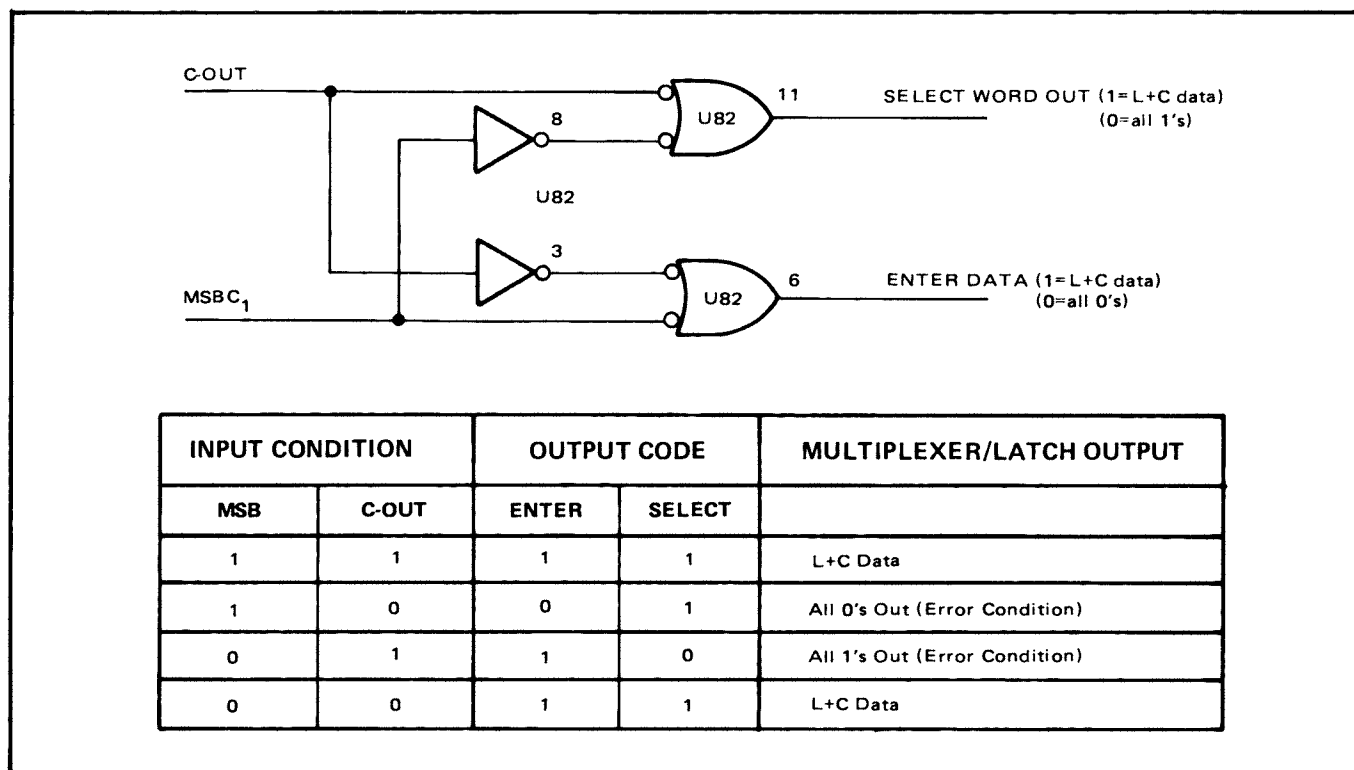 C-OUT
8
U82
11
SELECT WORD OUT (1=L+C data)
(0=all 1's)
U82
3
MSBC1
U82
6
ENTER DATA (1=L+C data)
(0=all 0's)
INPUT CONDITION OUTPUT CODE MULTIPLEXER/LATCH OUTPUT
MSB C-OUT ENTER SELECT
1 1 1 1 L+C Data
1 0 0 1 All 0's Out (Error Condition)
0 1 1 0 All 1's Out (Error Condition)
0 0 1 1 L+C Data